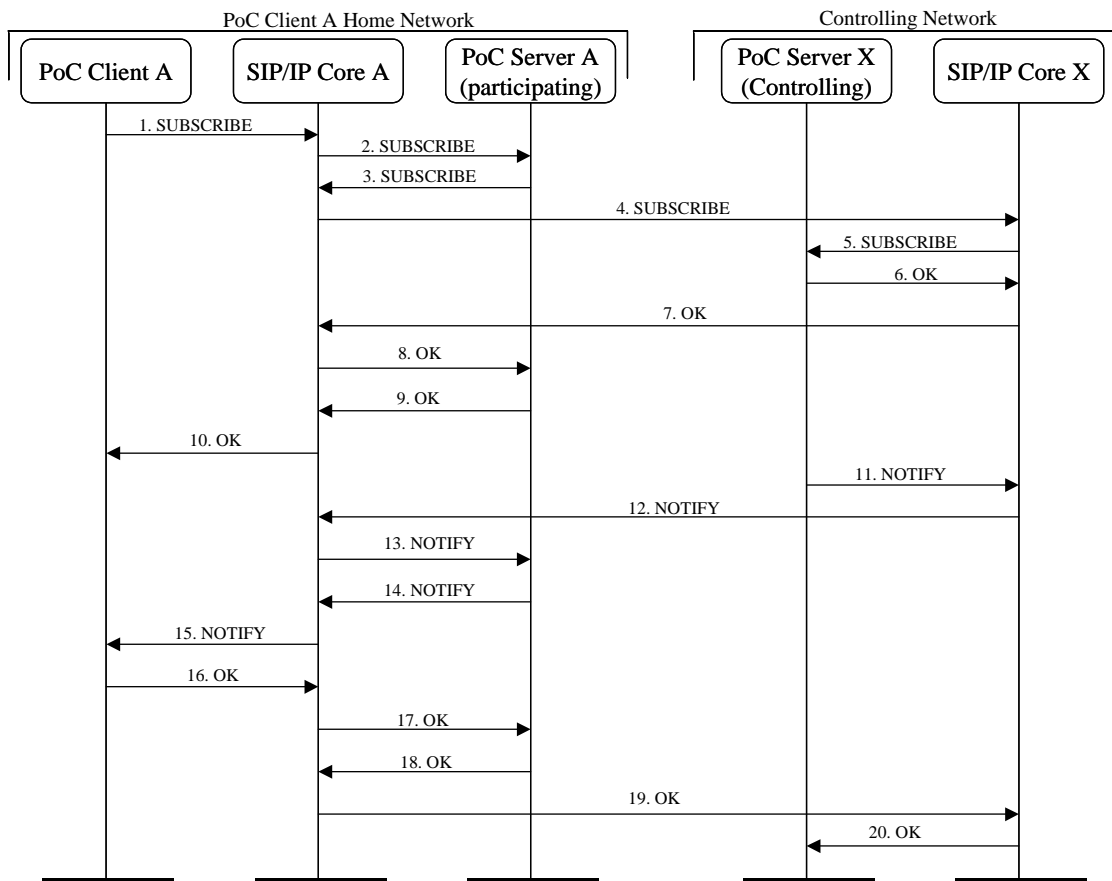 PoC Client A Home Network
Controlling Network
PoC Client A
SIP/IP Core A
PoC Server A
(participating)
PoC Server X
(Controlling)
SIP/IP Core X
1. SUBSCRIBE
2. SUBSCRIBE
3. SUBSCRIBE
4. SUBSCRIBE
5. SUBSCRIBE
6. OK
7. OK
8. OK
9. OK
10. OK
11. NOTIFY
12. NOTIFY
13. NOTIFY
14. NOTIFY
15. NOTIFY
16. OK
17. OK
18. OK
19. OK
20. OK